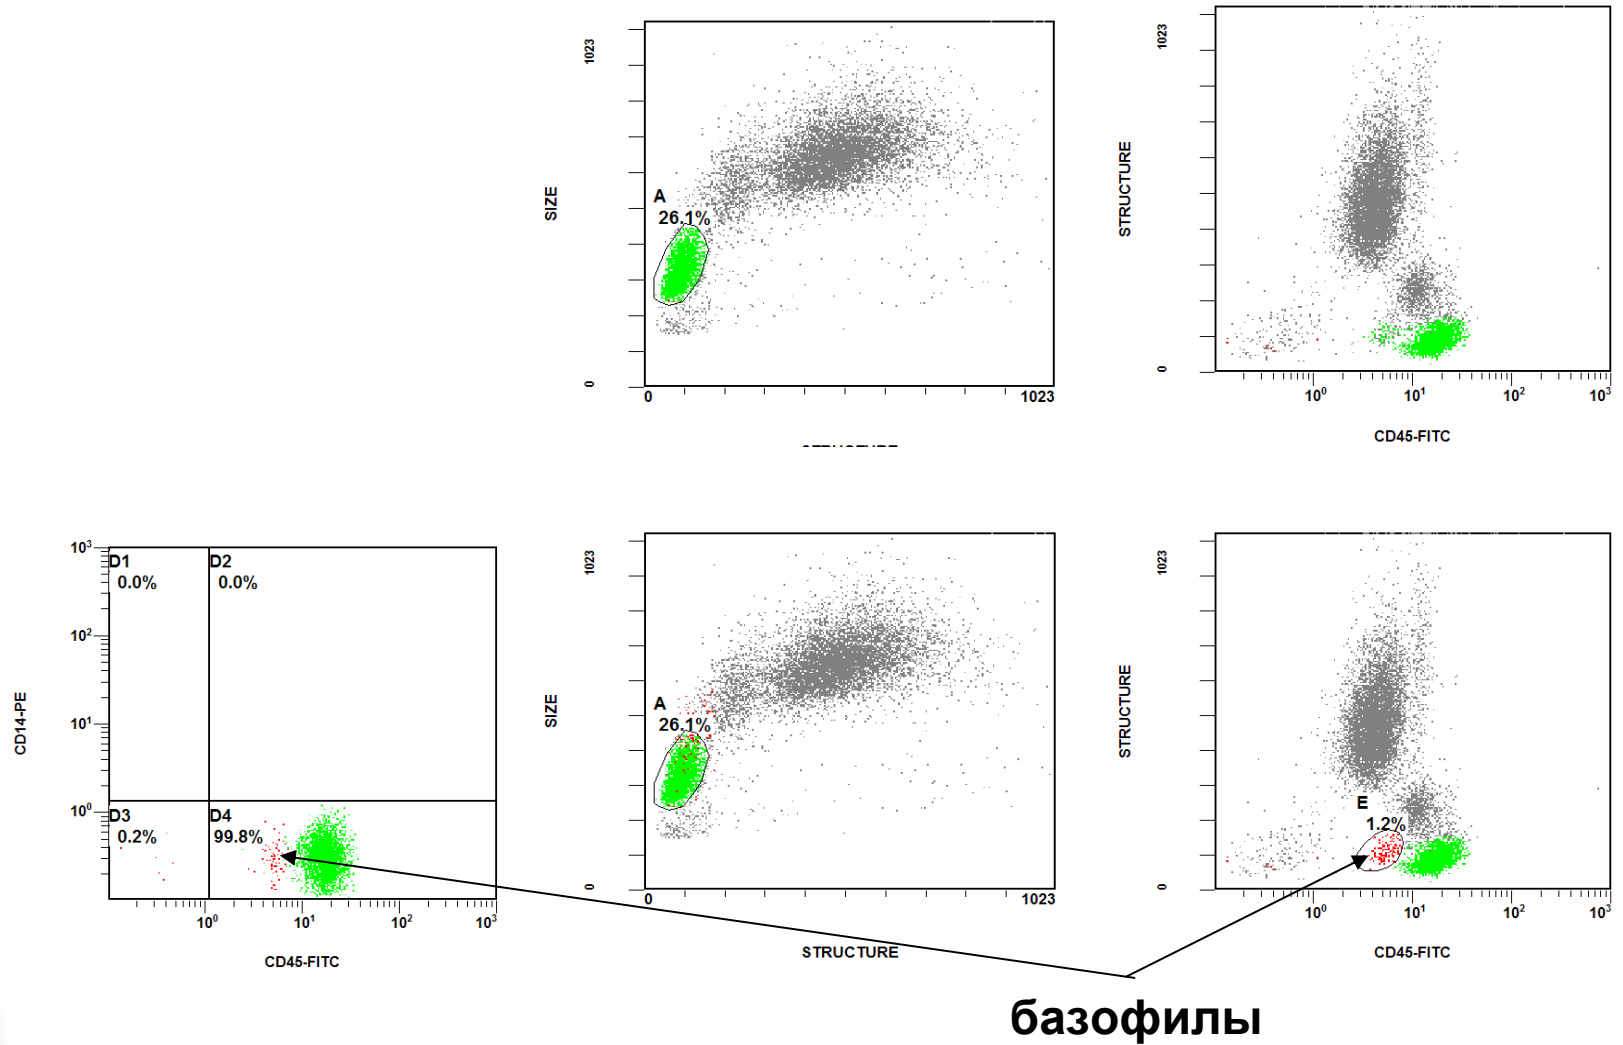 1023
SIZE
A
26.1%
0
0
1023
1023
STRUCTURE
0
10⁰
10¹
10²
10³
CD45-FITC
10³
10²
10¹
10⁰
CD14-PE
D1
0.0%
D2
0.0%
D3
0.2%
D4
99.8%
10⁰
10¹
10²
10³
CD45-FITC
1023
SIZE
A
26.1%
0
0
1023
STRUCTURE
1023
STRUCTURE
E
1.2%
0
10⁰
10¹
10²
10³
CD45-FITC
базофилы